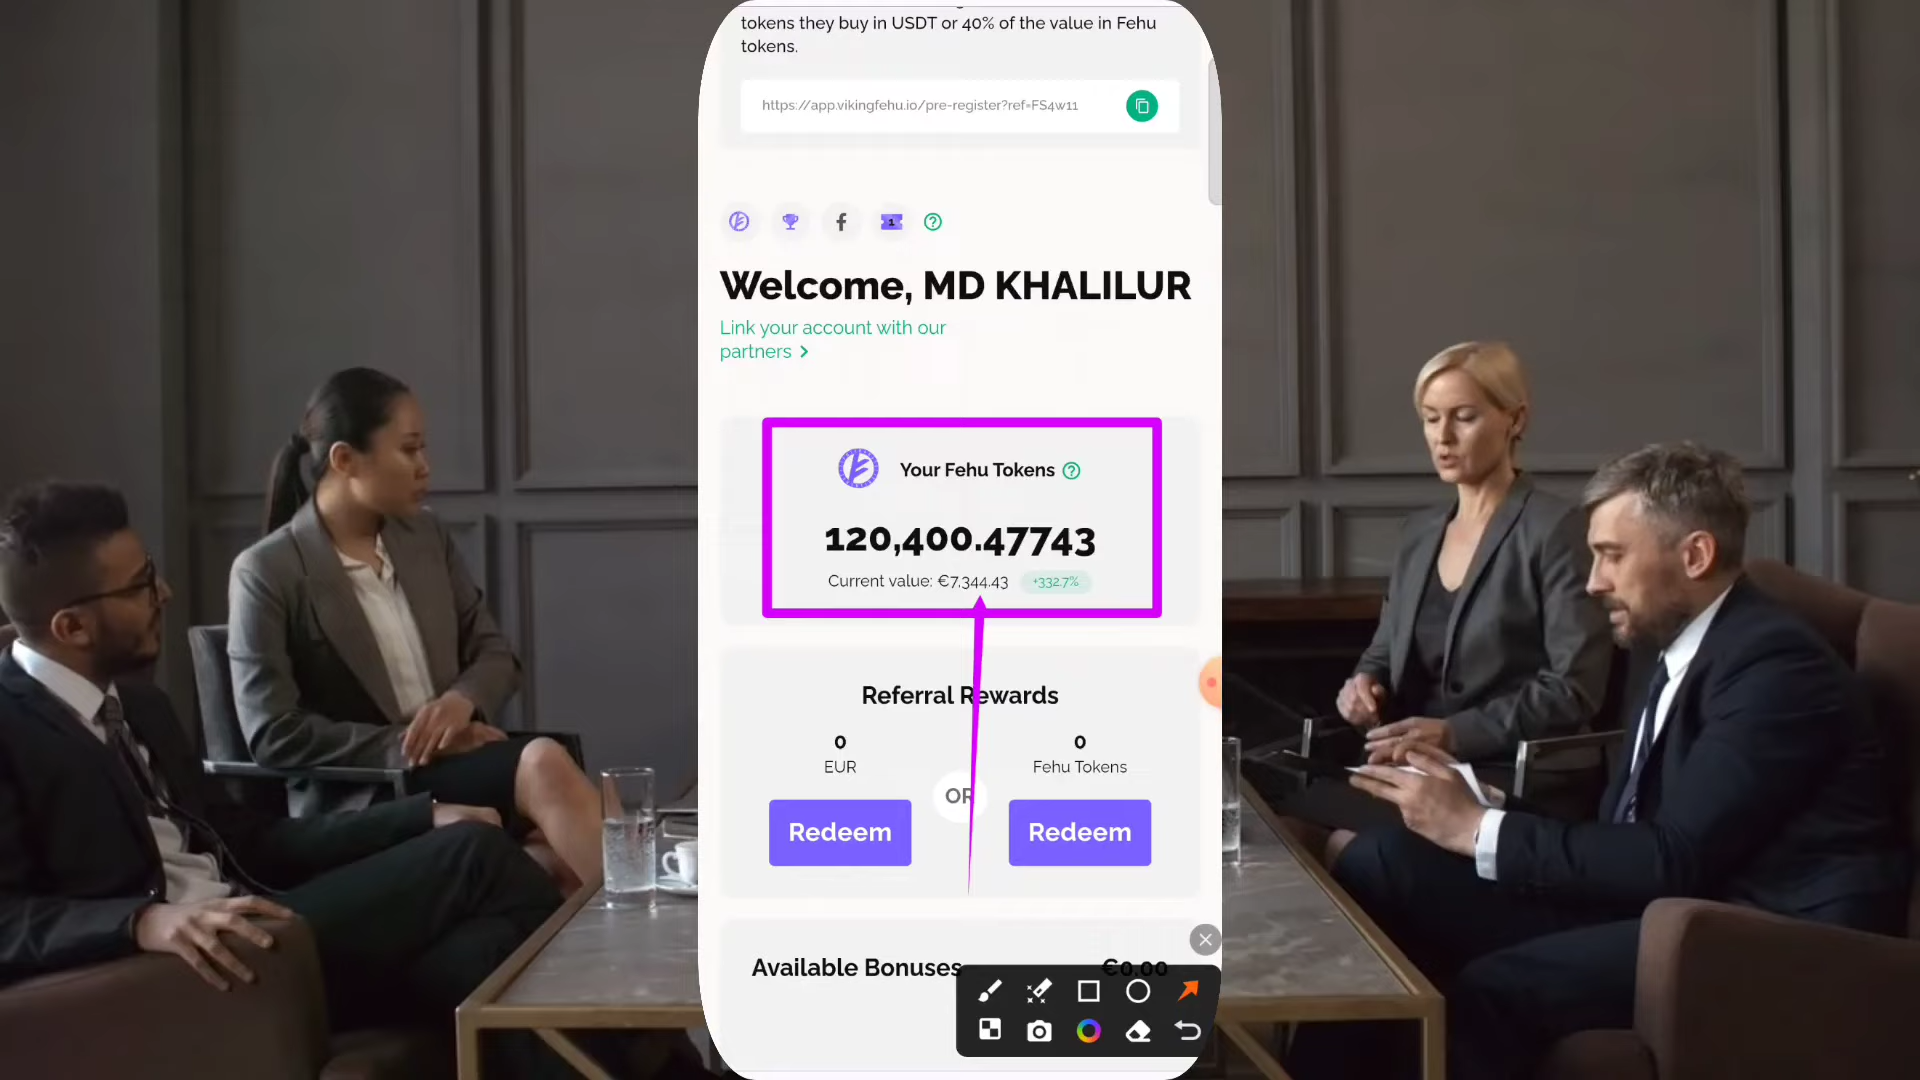 tokens they buy in USDT or 40% of the value in Fehu
tokens.
https://app.vikingfehu.io/pre-register?ref=FS4w11
1
Welcome, MD KHALILUR
Link your account with our
partners >
Your Fehu Tokens
120,400.47743
Current value: €7,344.43 +332.7%
Referral Rewards
0 0
EUR Fehu Tokens
OR
Redeem Redeem
Available Bonuses €0.00